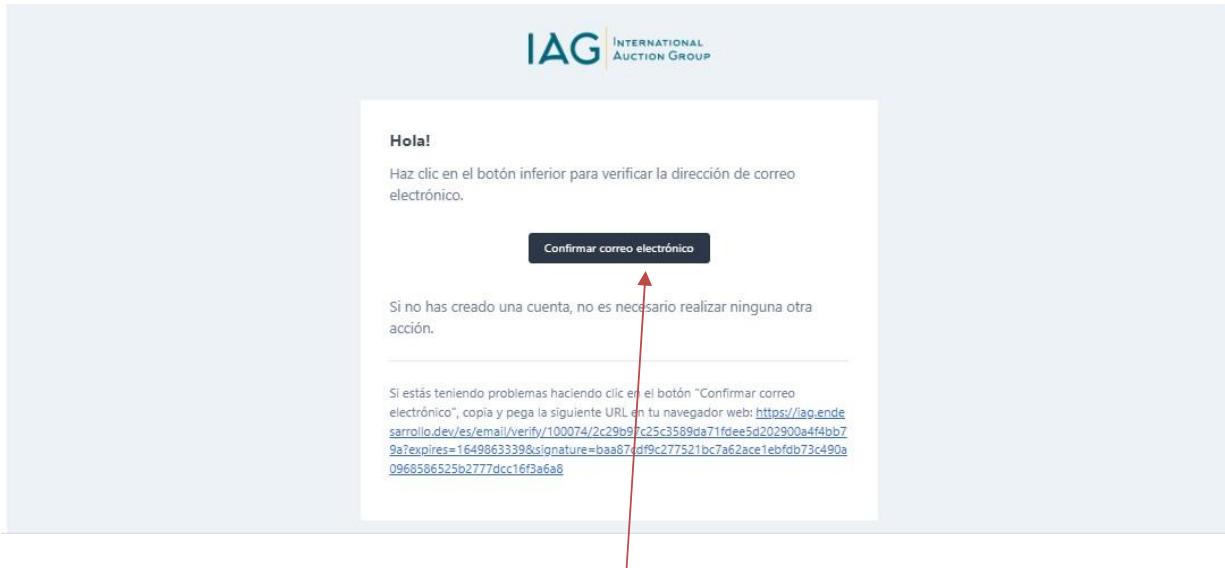 IAG INTERNATIONAL
AUCTION GROUP
Hola!
Haz clic en el botón inferior para verificar la dirección de correo
electrónico.
Confirmar correo electrónico
Si no has creado una cuenta, no es necesario realizar ninguna otra
acción.
Si estás teniendo problemas haciendo clic en el botón "Confirmar correo
electrónico", copia y pega la siguiente URL en tu navegador web: https://iag.ende
sarrollo.dev/es/email/verify/100074/2c29b97c25c3589da71fdee5d202900a4f4bb7
9a?expires=1649863339&signature=baa87cdf9c277521bc7a62ace1ebfdb73c490a
0968586525b2777dcc16f3a6a8